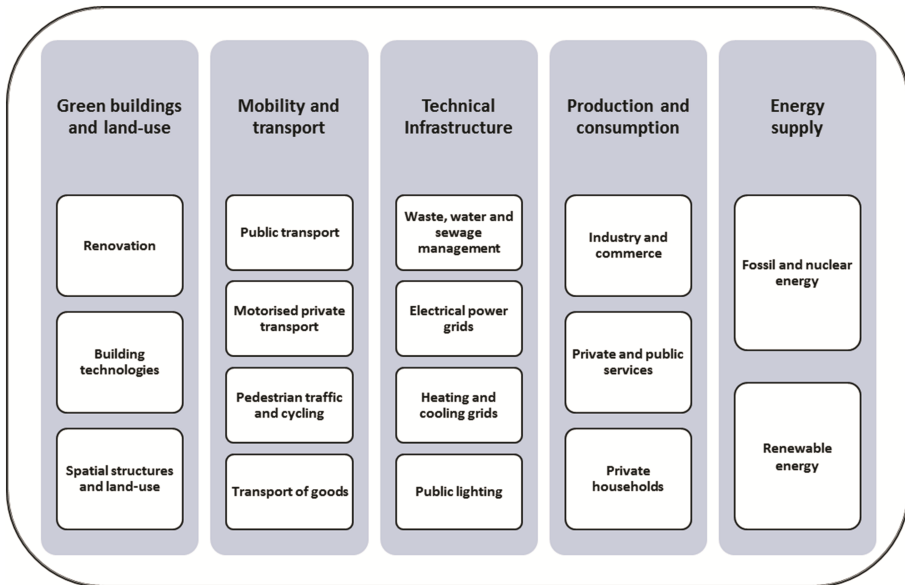 Green buildings
and land-use
Renovation
Building
technologies
Spatial structures
and land-use
Mobility and
transport
Public transport
Motorised private
transport
Pedestrian traffic
and cycling
Transport of goods
Technical
Infrastructure
Waste, water and
sewage
management
Electrical power
grids
Heating and
cooling grids
Public lighting
Production and
consumption
Industry and
commerce
Private and public
services
Private
households
Energy
supply
Fossil and nuclear
energy
Renewable
energy